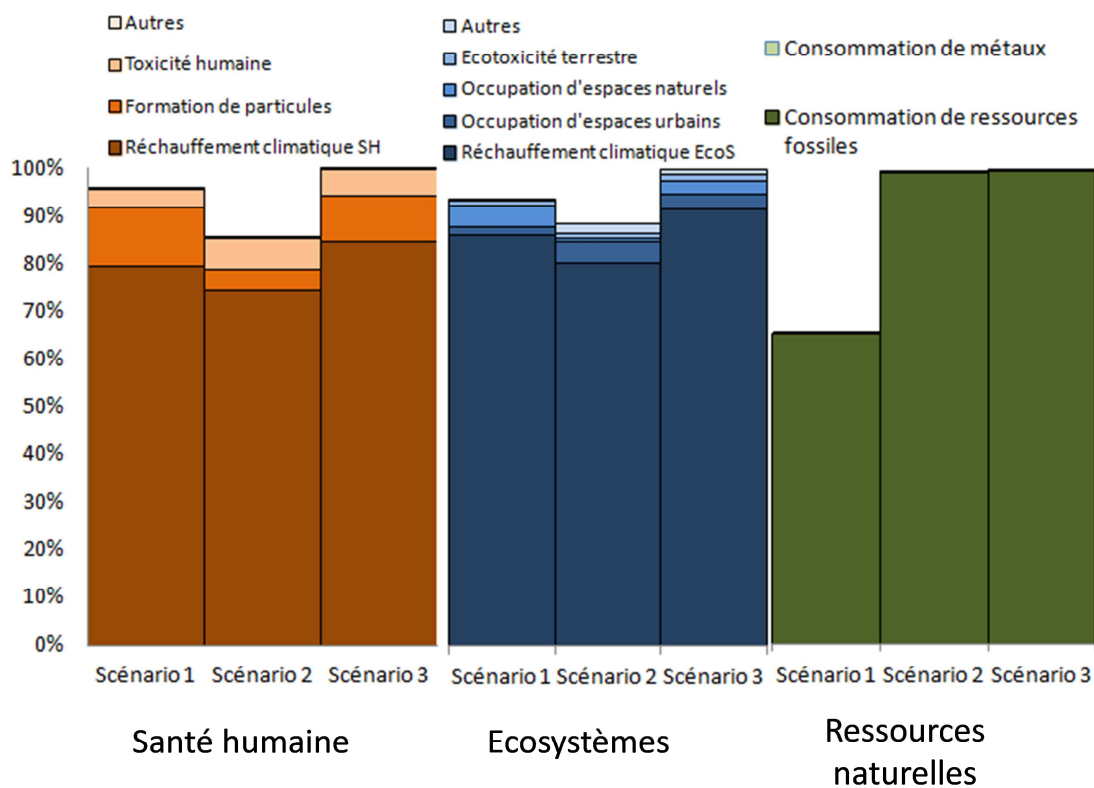 Autres
Toxicité humaine
Formation de particules
Réchauffement climatique SH
Autres
Ecotoxicité terrestre
Occupation d'espaces naturels
Occupation d'espaces urbains
Réchauffement climatique EcoS
Consommation de métaux
Consommation de ressources
fossiles
100%
90%
80%
70%
60%
50%
40%
30%
20%
10%
0%
Scénario 1
Scénario 2
Scénario 3
Scénario 1
Scénario 2
Scénario 3
Scénario 1
Scénario 2
Scénario 3
Santé humaine
Ecosystèmes
Ressources
naturelles